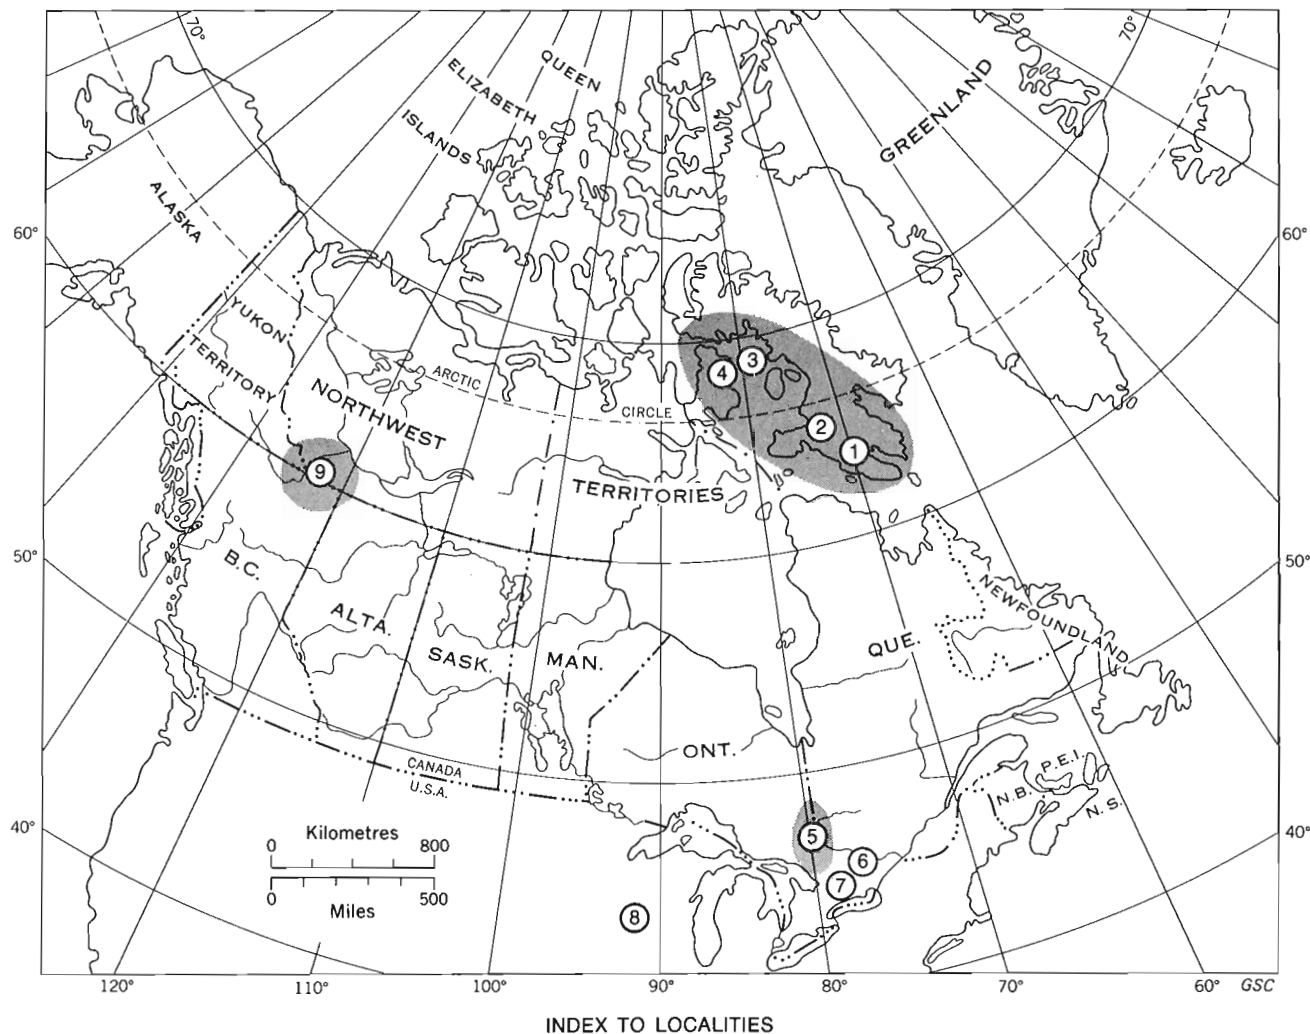 70°
70°
QUEEN
ELIZABETH
ISLANDS
GREENLAND
ALASKA
60°
60°
YUKON
TERRITORY
ARCTIC
CIRCLE
NORTHWEST
TERRITORIES
4
3
2
1
9
50°
50°
B.C.
ALTA.
SASK.
MAN.
QUE.
NEWFOUNDLAND
ONT.
P.E.I.
N.B.
N.S.
CANADA
U.S.A.
40°
40°
Kilometres
0 800
0 500
Miles
5
6
7
8
120° 110° 100° 90° 80° 70° 60° GSC
INDEX TO LOCALITIES